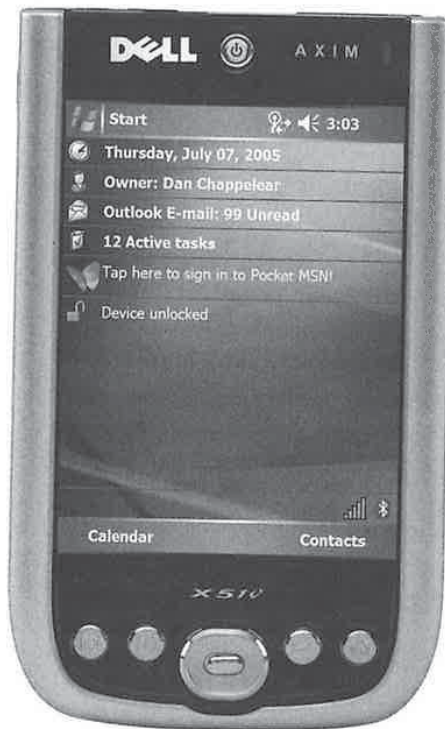 DELL AXIM
Start 3:03
Thursday, July 07, 2005
Owner: Dan Chappelear
Outlook E-mail: 99 Unread
12 Active tasks
Tap here to sign in to Pocket MSN!
Device unlocked
Calendar Contacts
X51v